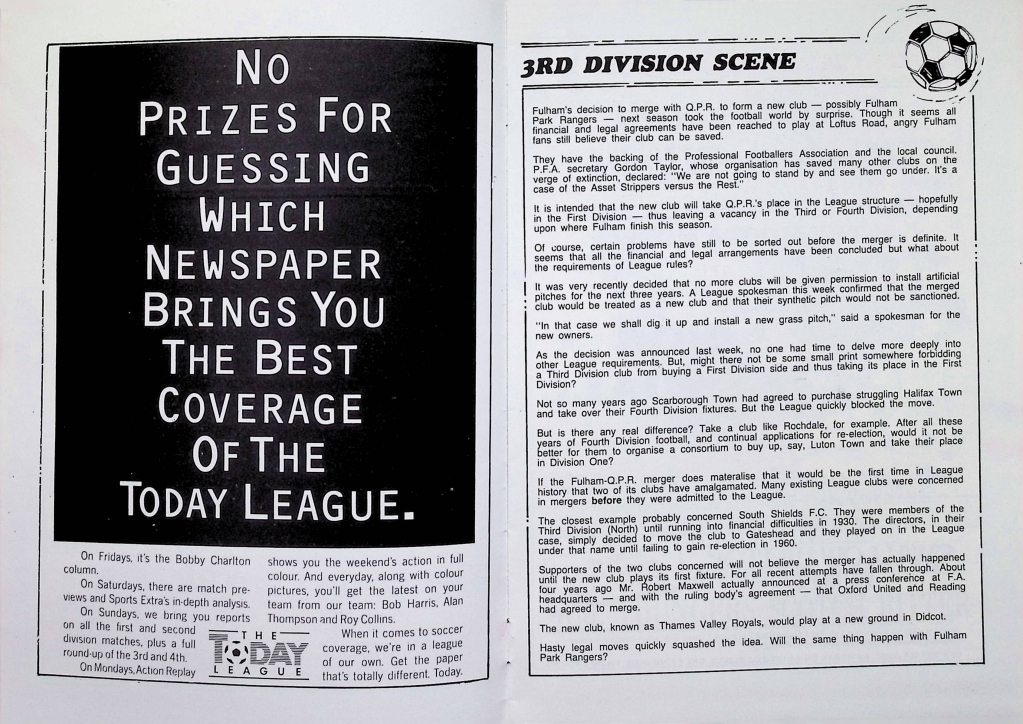 NO
PRIZES FOR
GUESSING
WHICH
NEWSPAPER
BRINGS YOU
THE BEST
COVERAGE
OF THE
TODAY LEAGUE.
On Fridays, it's the Bobby Charlton
column.
On Saturdays, there are match pre-
views and Sports Extra's in-depth analysis.
On Sundays, we bring you reports
on all the first and second
division matches, plus a full
round-up of the 3rd and 4th.
On Mondays, Action Replay
shows you the weekend's action in full
colour. And everyday, along with colour
pictures, you'll get the latest on your
team from our team: Bob Harris, Alan
Thompson and Roy Collins.
When it comes to soccer
coverage, we're in a league
of our own. Get the paper
that's totally different. Today.
THE
TODAY
LEAGUE
3RD DIVISION SCENE
Fulham's decision to merge with Q.P.R. to form a new club — possibly Fulham
Park Rangers — next season took the football world by surprise. Though it seems all
financial and legal agreements have been reached to play at Loftus Road, angry Fulham
fans still believe their club can be saved.
They have the backing of the Professional Footballers Association and the local council.
P.F.A. secretary Gordon Taylor, whose organisation has saved many other clubs on the
verge of extinction, declared: "We are not going to stand by and see them go under. It's a
case of the Asset Strippers versus the Rest."
It is intended that the new club will take Q.P.R.'s place in the League structure — hopefully
in the First Division — thus leaving a vacancy in the Third or Fourth Division, depending
upon where Fulham finish this season.
Of course, certain problems have still to be sorted out before the merger is definite. It
seems that all the financial and legal arrangements have been concluded but what about
the requirements of League rules?
It was very recently decided that no more clubs will be given permission to install artificial
pitches for the next three years. A League spokesman this week confirmed that the merged
club would be treated as a new club and that their synthetic pitch would not be sanctioned.
"In that case we shall dig it up and install a new grass pitch," said a spokesman for the
new owners.
As the decision was announced last week, no one had time to delve more deeply into
other League requirements. But, might there not be some small print somewhere forbidding
a Third Division club from buying a First Division side and thus taking its place in the First
Division?
Not so many years ago Scarborough Town had agreed to purchase struggling Halifax Town
and take over their Fourth Division fixtures. But the League quickly blocked the move.
But is there any real difference? Take a club like Rochdale, for example. After all these
years of Fourth Division football, and continual applications for re-election, would it not be
better for them to organise a consortium to buy up, say, Luton Town and take their place
in Division One?
If the Fulham-Q.P.R. merger does materalise that it would be the first time in League
history that two of its clubs have amalgamated. Many existing League clubs were concerned
in mergers before they were admitted to the League.
The closest example probably concerned South Shields F.C. They were members of the
Third Division (North) until running into financial difficulties in 1930. The directors, in their
case, simply decided to move the club to Gateshead and they played on in the League
under that name until failing to gain re-election in 1960.
Supporters of the two clubs concerned will not believe the merger has actually happened
until the new club plays its first fixture. For all recent attempts have fallen through. About
four years ago Mr. Robert Maxwell actually announced at a press conference at F.A.
headquarters — and with the ruling body's agreement — that Oxford United and Reading
had agreed to merge.
The new club, known as Thames Valley Royals, would play at a new ground in Didcot.
Hasty legal moves quickly squashed the idea. Will the same thing happen with Fulham
Park Rangers?